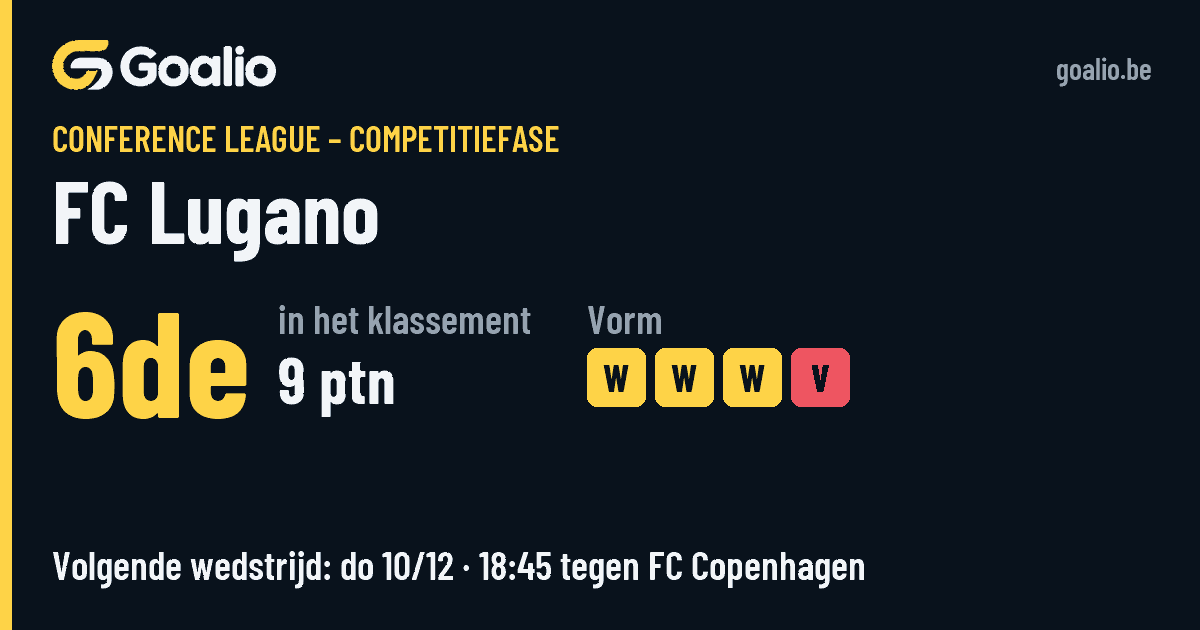 Goalio
goalio.be
CONFERENCE LEAGUE – COMPETITIEFASE
FC Lugano
6de
in het klassement
9 ptn
Vorm
W W W V
Volgende wedstrijd: do 10/12 · 18:45 tegen FC Copenhagen